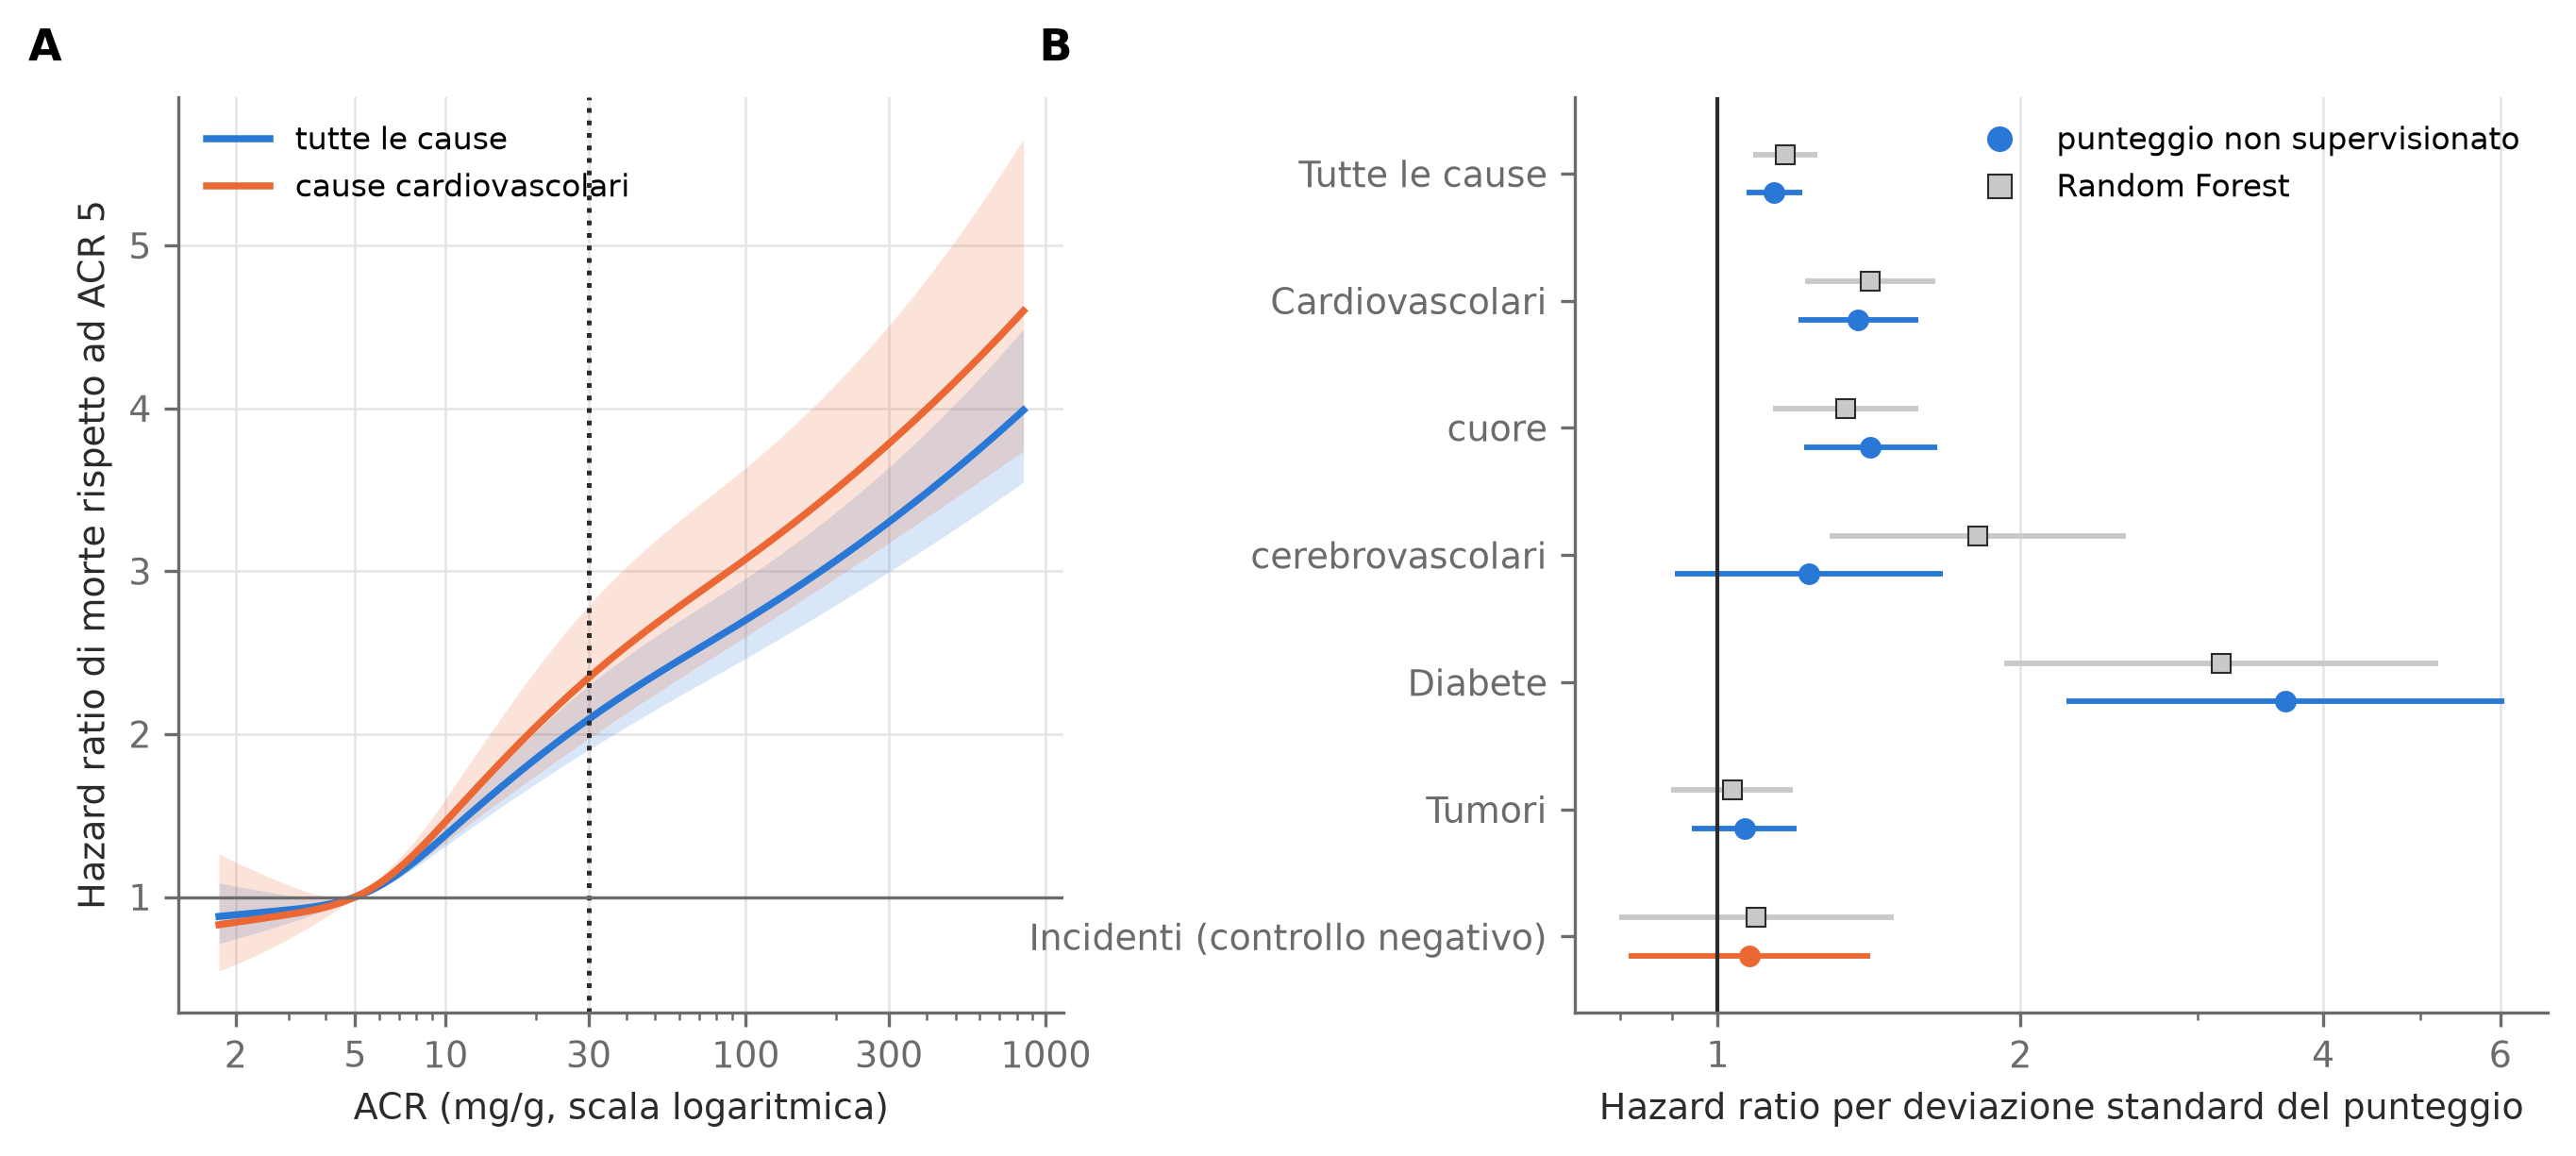 A
tutte le cause
cause cardiovascolari
Hazard ratio di morte rispetto ad ACR 5
5
4
3
2
1
2 5 10 30 100 300 1000
ACR (mg/g, scala logaritmica)
B
punteggio non supervisionato
Random Forest
Tutte le cause
Cardiovascolari
cuore
cerebrovascolari
Diabete
Tumori
Incidenti (controllo negativo)
1 2 4 6
Hazard ratio per deviazione standard del punteggio